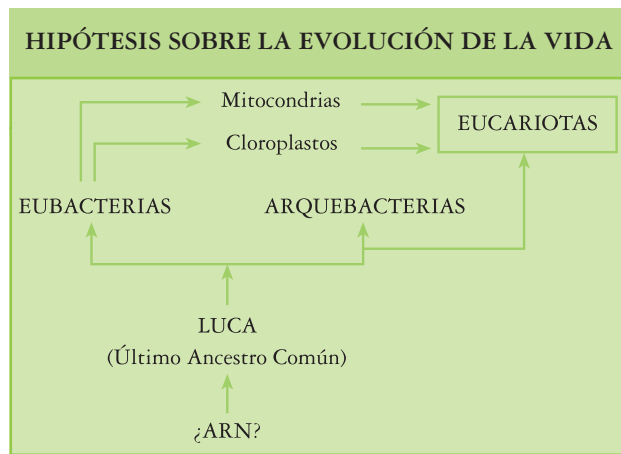 HIPÓTESIS SOBRE LA EVOLUCIÓN DE LA VIDA
Mitocondrias
EUCARIOTAS
Cloroplastos
EUBACTERIAS
ARQUEBACTERIAS
LUCA
(Último Ancestro Común)
¿ARN?